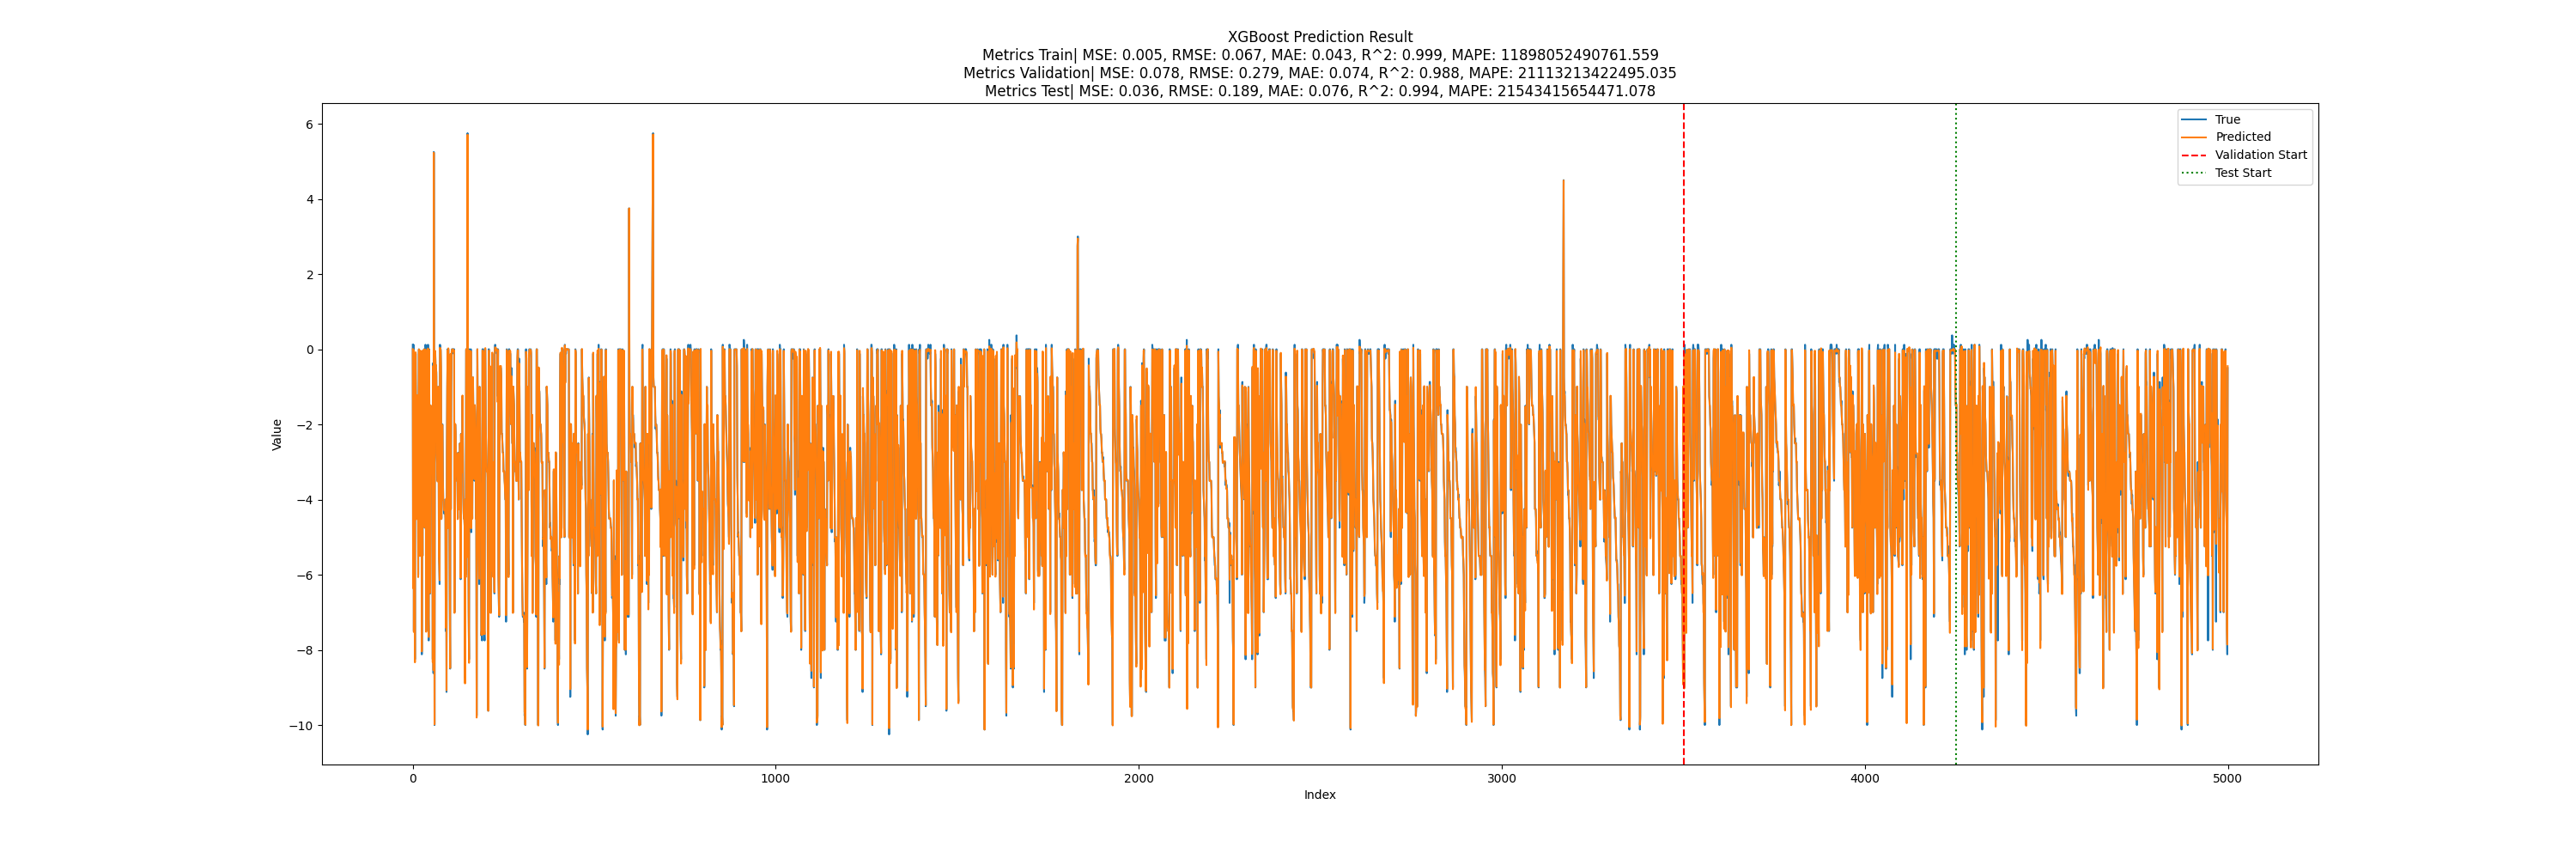 XGBoost Prediction Result
Metrics Train| MSE: 0.005, RMSE: 0.067, MAE: 0.043, R^2: 0.999, MAPE: 11898052490761.559
Metrics Validation| MSE: 0.078, RMSE: 0.279, MAE: 0.074, R^2: 0.988, MAPE: 21113213422495.035
Metrics Test| MSE: 0.036, RMSE: 0.189, MAE: 0.076, R^2: 0.994, MAPE: 21543415654471.078
True
Predicted
Validation Start
Test Start
6
4
2
0
−2
−4
−6
−8
−10
Value
0 1000 2000 3000 4000 5000
Index